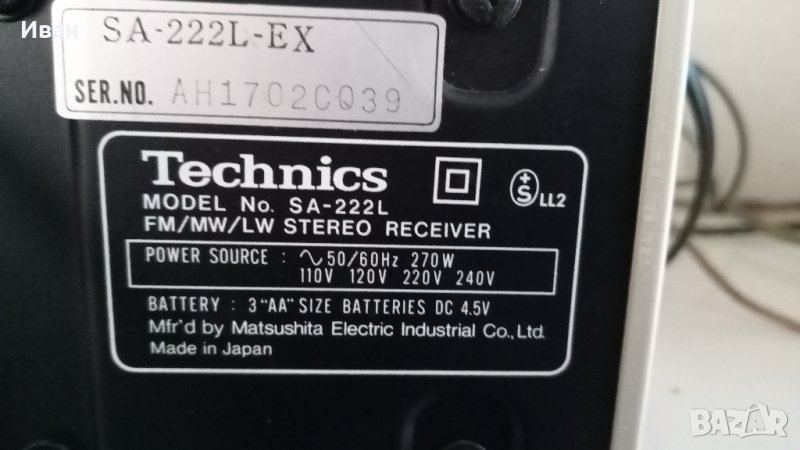 Иван
SA-222L-EX
SER.NO. AH1702C039
Technics
MODEL No. SA-222L
FM/MW/LW STEREO RECEIVER
POWER SOURCE : ∿50/60Hz 270W
110V 120V 220V 240V
BATTERY : 3 "AA" SIZE BATTERIES DC 4.5V
Mfr'd by Matsushita Electric Industrial Co., Ltd.
Made in Japan
+S LL2
BAZAR